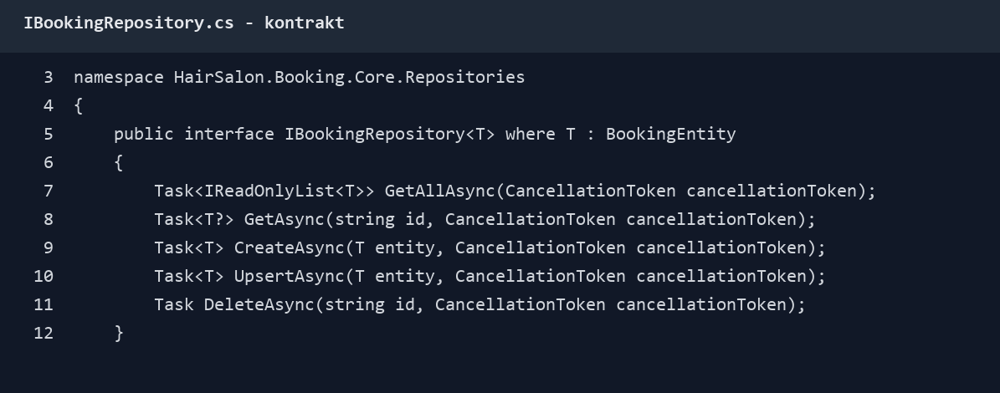 IBookingRepository.cs - kontrakt
3 namespace HairSalon.Booking.Core.Repositories
4 {
5     public interface IBookingRepository<T> where T : BookingEntity
6     {
7         Task<IReadOnlyList<T>> GetAllAsync(CancellationToken cancellationToken);
8         Task<T?> GetAsync(string id, CancellationToken cancellationToken);
9         Task<T> CreateAsync(T entity, CancellationToken cancellationToken);
10         Task<T> UpsertAsync(T entity, CancellationToken cancellationToken);
11         Task DeleteAsync(string id, CancellationToken cancellationToken);
12     }